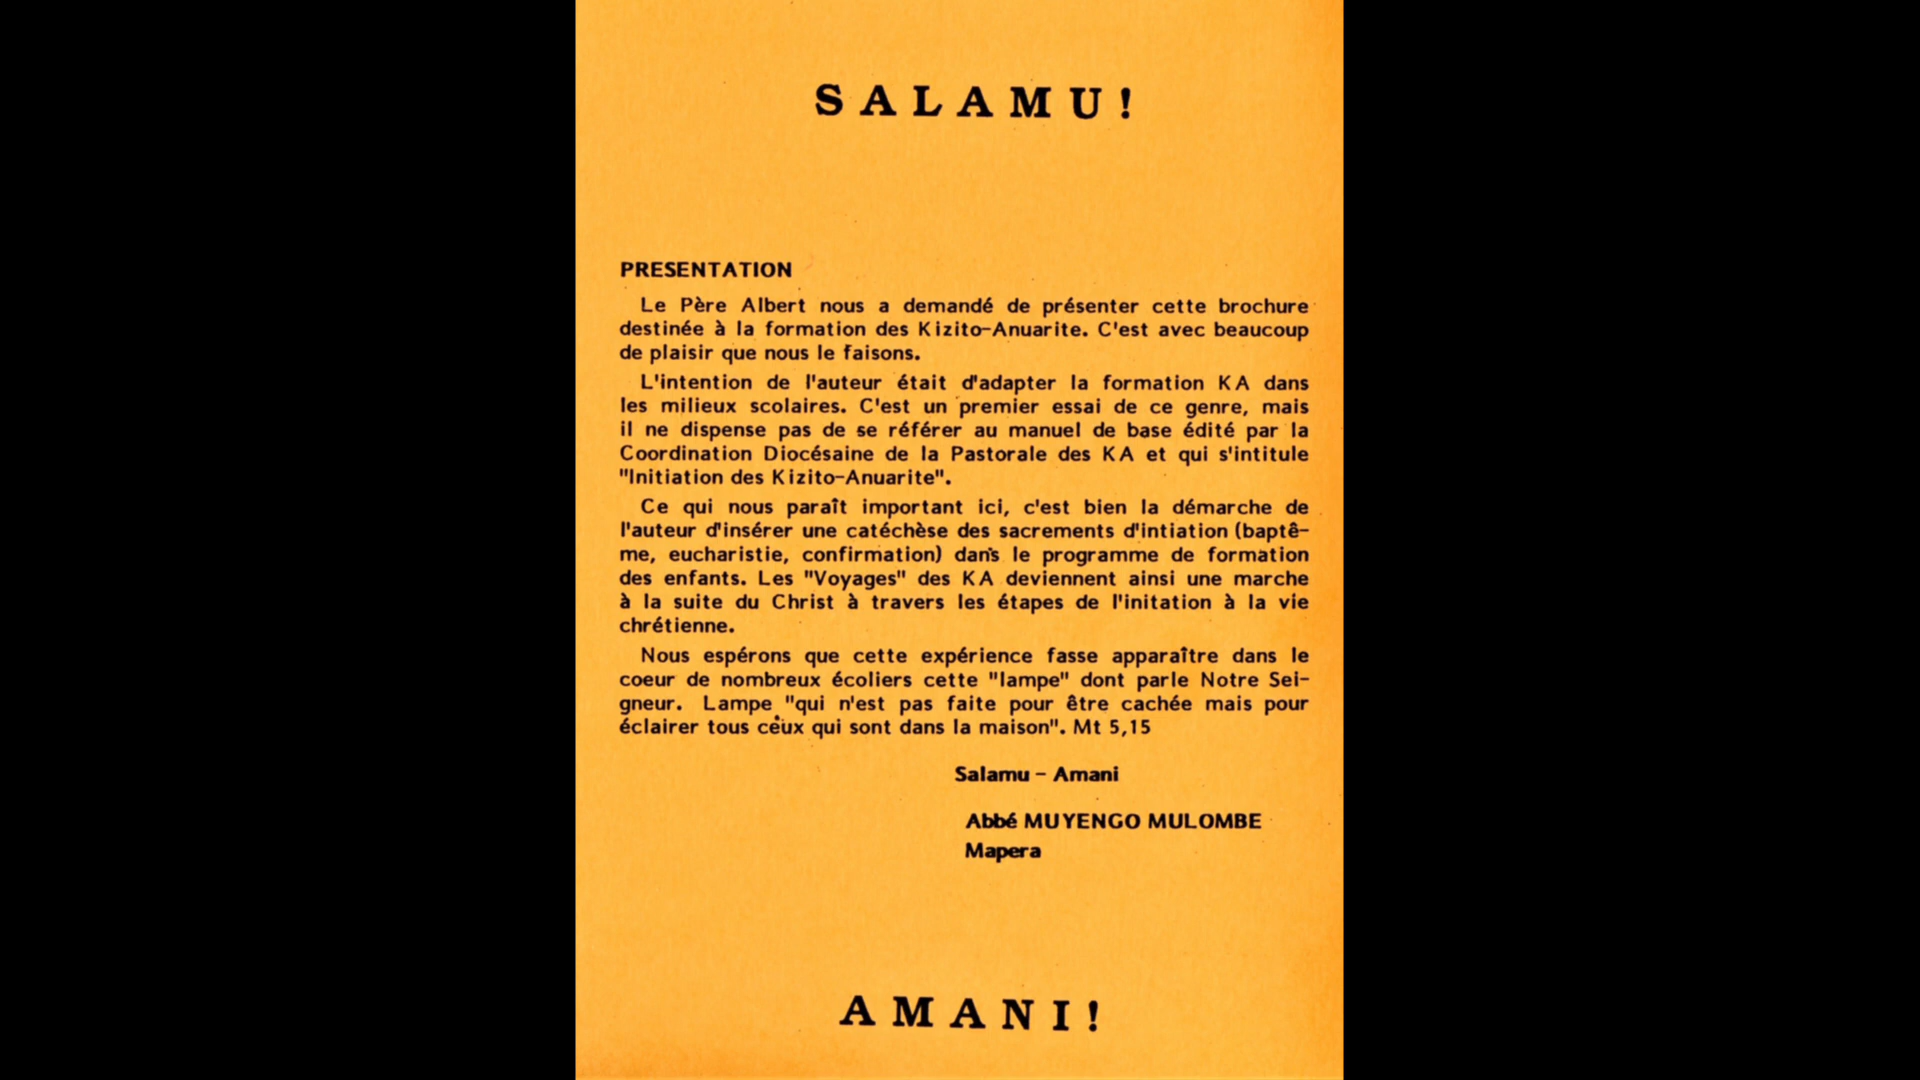 SALAMU!
PRESENTATION
Le Père Albert nous a demandé de présenter cette brochure
destinée à la formation des Kizito-Anuarite. C'est avec beaucoup
de plaisir que nous le faisons.
L'intention de l'auteur était d'adapter la formation KA dans
les milieux scolaires. C'est un premier essai de ce genre, mais
il ne dispense pas de se référer au manuel de base édité par la
Coordination Diocésaine de la Pastorale des KA et qui s'intitule
"Initiation des Kizito-Anuarite".
Ce qui nous paraît important ici, c'est bien la démarche de
l'auteur d'insérer une catéchèse des sacrements d'intiation (baptê-
me, eucharistie, confirmation) dans le programme de formation
des enfants. Les "Voyages" des KA deviennent ainsi une marche
à la suite du Christ à travers les étapes de l'initation à la vie
chrétienne.
Nous espérons que cette expérience fasse apparaître dans le
coeur de nombreux écoliers cette "lampe" dont parle Notre Sei-
gneur. Lampe "qui n'est pas faite pour être cachée mais pour
éclairer tous ceux qui sont dans la maison". Mt 5,15
Salamu - Amani
Abbé MUYENGO MULOMBE
Mapera
AMANI!